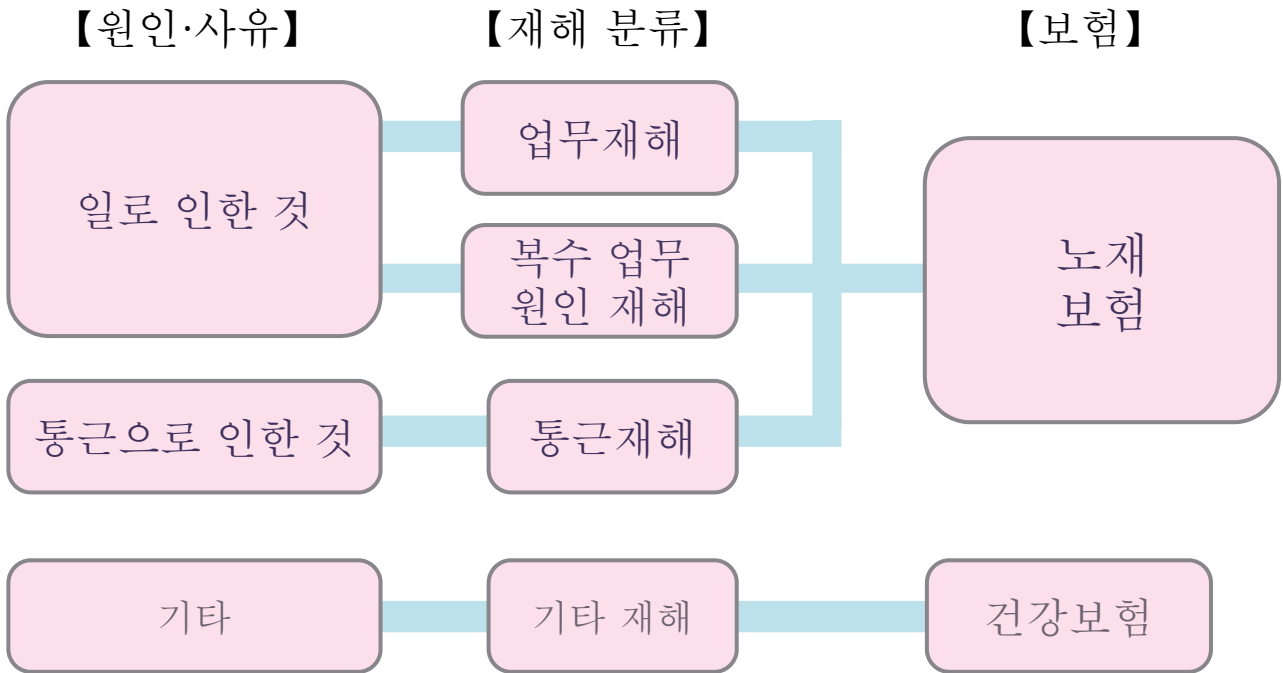 【원인·사유】
【재해 분류】
【보험】
일로 인한 것
업무재해
복수 업무
원인 재해
노재
보험
통근으로 인한 것
통근재해
기타
기타 재해
건강보험